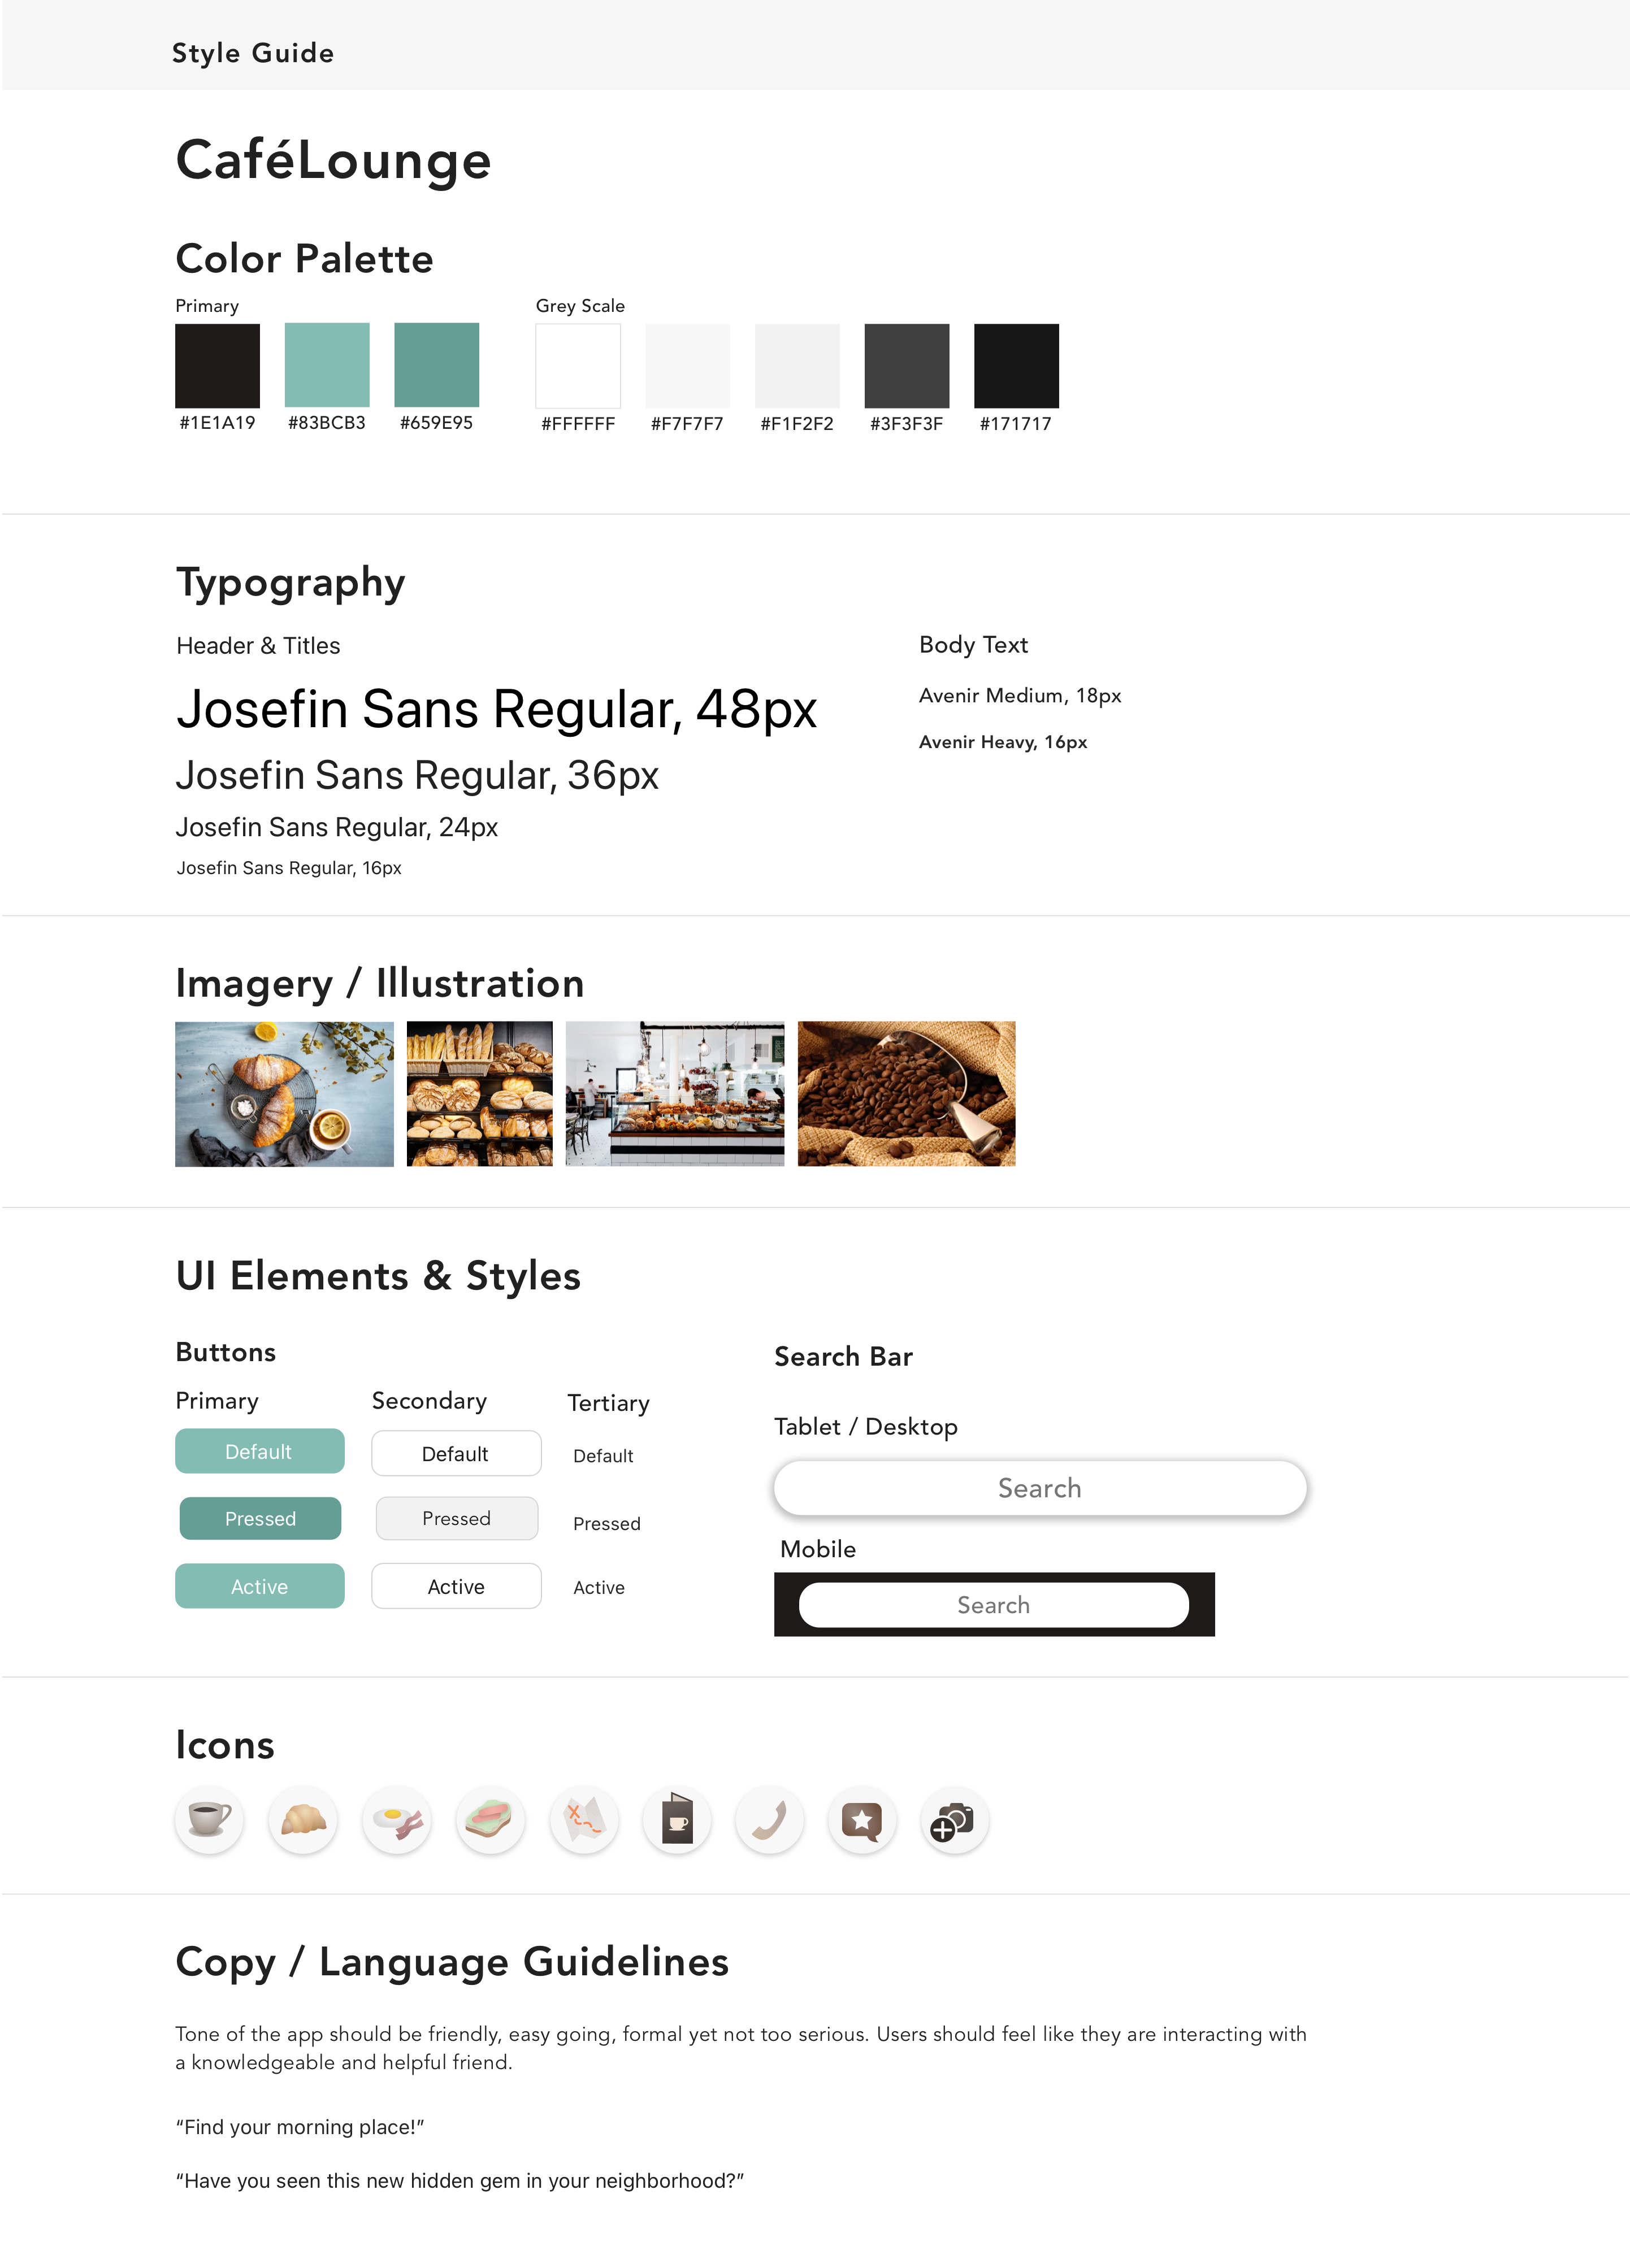 Style Guide
CaféLounge
Color Palette
Primary
#1E1A19 #83BCB3 #659E95
Grey Scale
#FFFFFF #F7F7F7 #F1F2F2 #3F3F3F #171717
Typography
Header & Titles
Josefin Sans Regular, 48px
Josefin Sans Regular, 36px
Josefin Sans Regular, 24px
Josefin Sans Regular, 16px
Body Text
Avenir Medium, 18px
Avenir Heavy, 16px
Imagery / Illustration
UI Elements & Styles
Buttons
Primary
Default
Pressed
Active
Secondary
Default
Pressed
Active
Tertiary
Default
Pressed
Active
Search Bar
Tablet / Desktop
Search
Mobile
Search
Icons
Copy / Language Guidelines
Tone of the app should be friendly, easy going, formal yet not too serious. Users should feel like they are interacting with
a knowledgeable and helpful friend.
“Find your morning place!”
“Have you seen this new hidden gem in your neighborhood?”